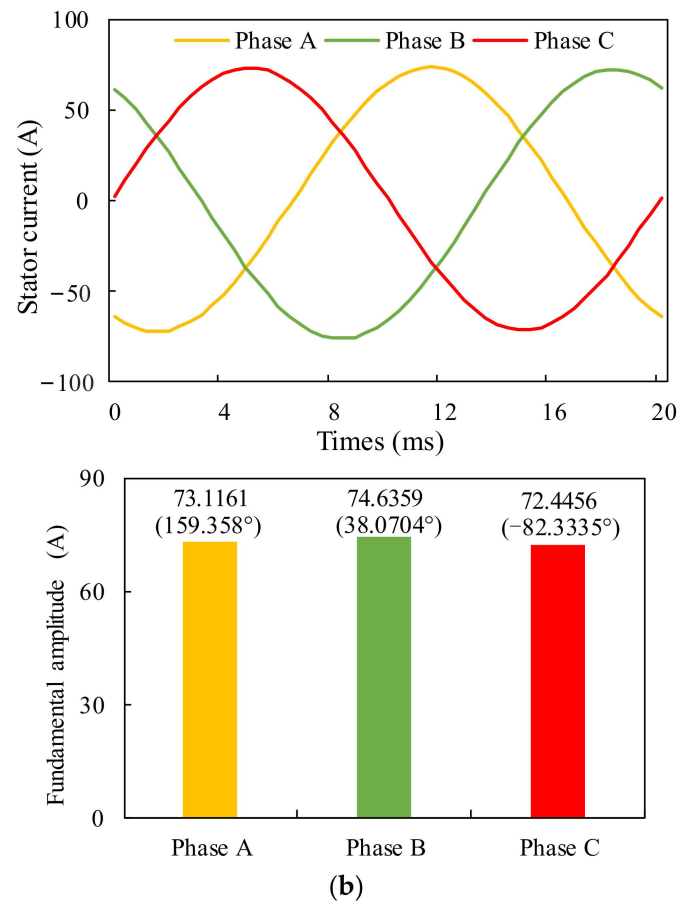 100
Phase A
Phase B
Phase C
50
0
−50
−100
Stator current (A)
0
4
8
12
16
20
Times (ms)
90
60
30
0
Fundamental amplitude (A)
73.1161
(159.358°)
74.6359
(38.0704°)
72.4456
(−82.3335°)
Phase A
Phase B
Phase C
(b)